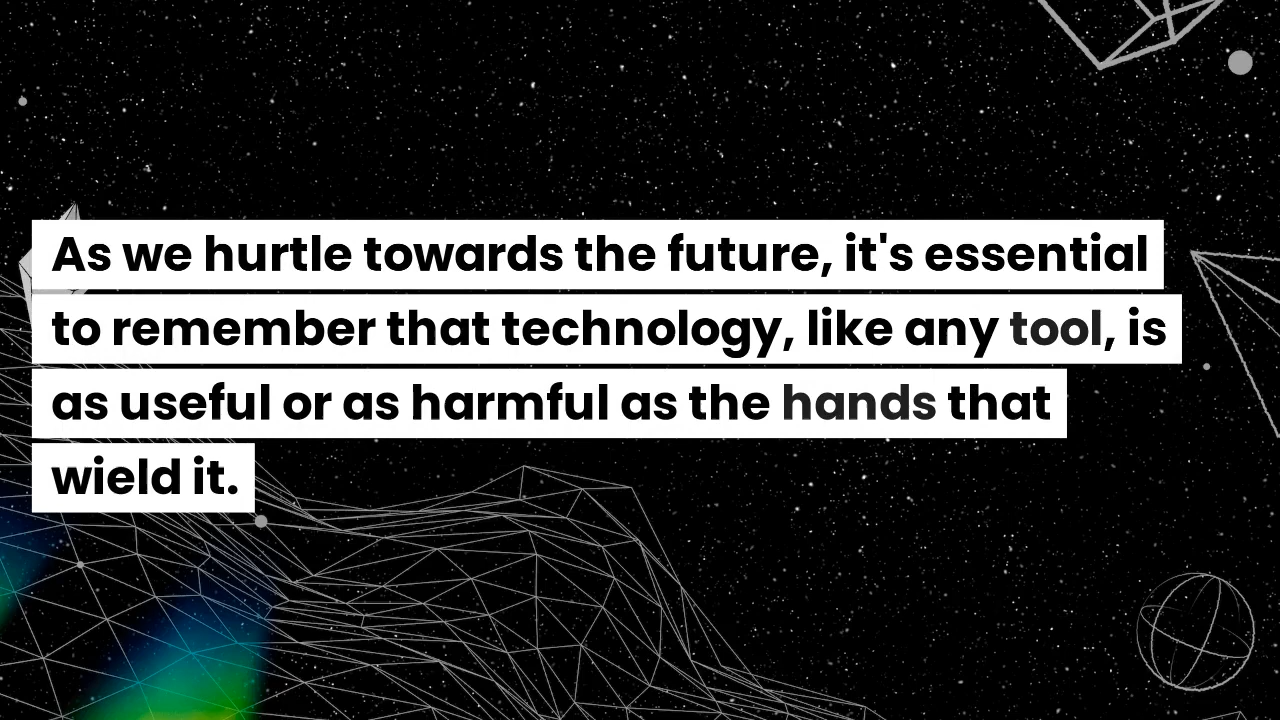 As we hurtle towards the future, it's essential
to remember that technology, like any tool, is
as useful or as harmful as the hands that
wield it.